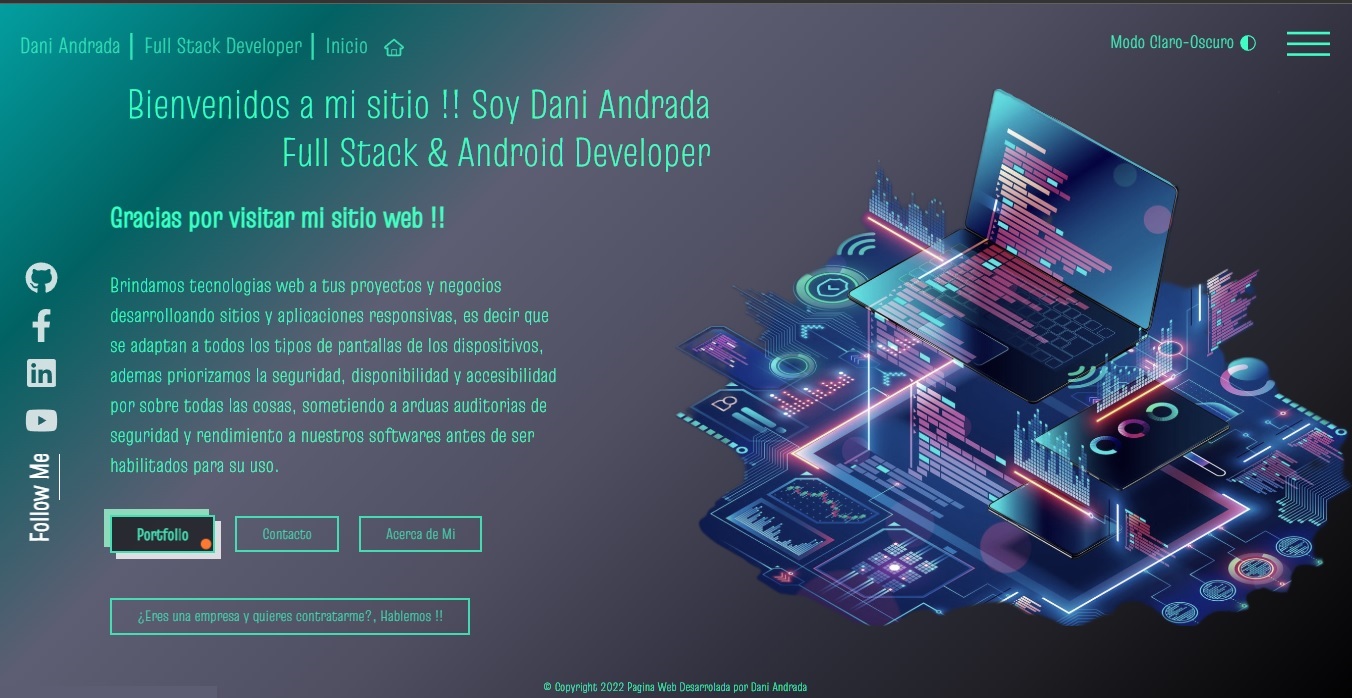 Dani Andrada | Full Stack Developer | Inicio
Modo Claro-Oscuro
Bienvenidos a mi sitio !! Soy Dani Andrada
Full Stack & Android Developer
Gracias por visitar mi sitio web !!
Brindamos tecnologias web a tus proyectos y negocios
desarrolloando sitios y aplicaciones responsivas, es decir que
se adaptan a todos los tipos de pantallas de los dispositivos,
ademas priorizamos la seguridad, disponibilidad y accesibilidad
por sobre todas las cosas, sometiendo a arduas auditorias de
seguridad y rendimiento a nuestros softwares antes de ser
habilitados para su uso.
Follow Me
Portfolio
Contacto
Acerca de Mi
¿Eres una empresa y quieres contratarme?, Hablemos !!
© Copyright 2022 Pagina Web Desarrolada por Dani Andrada